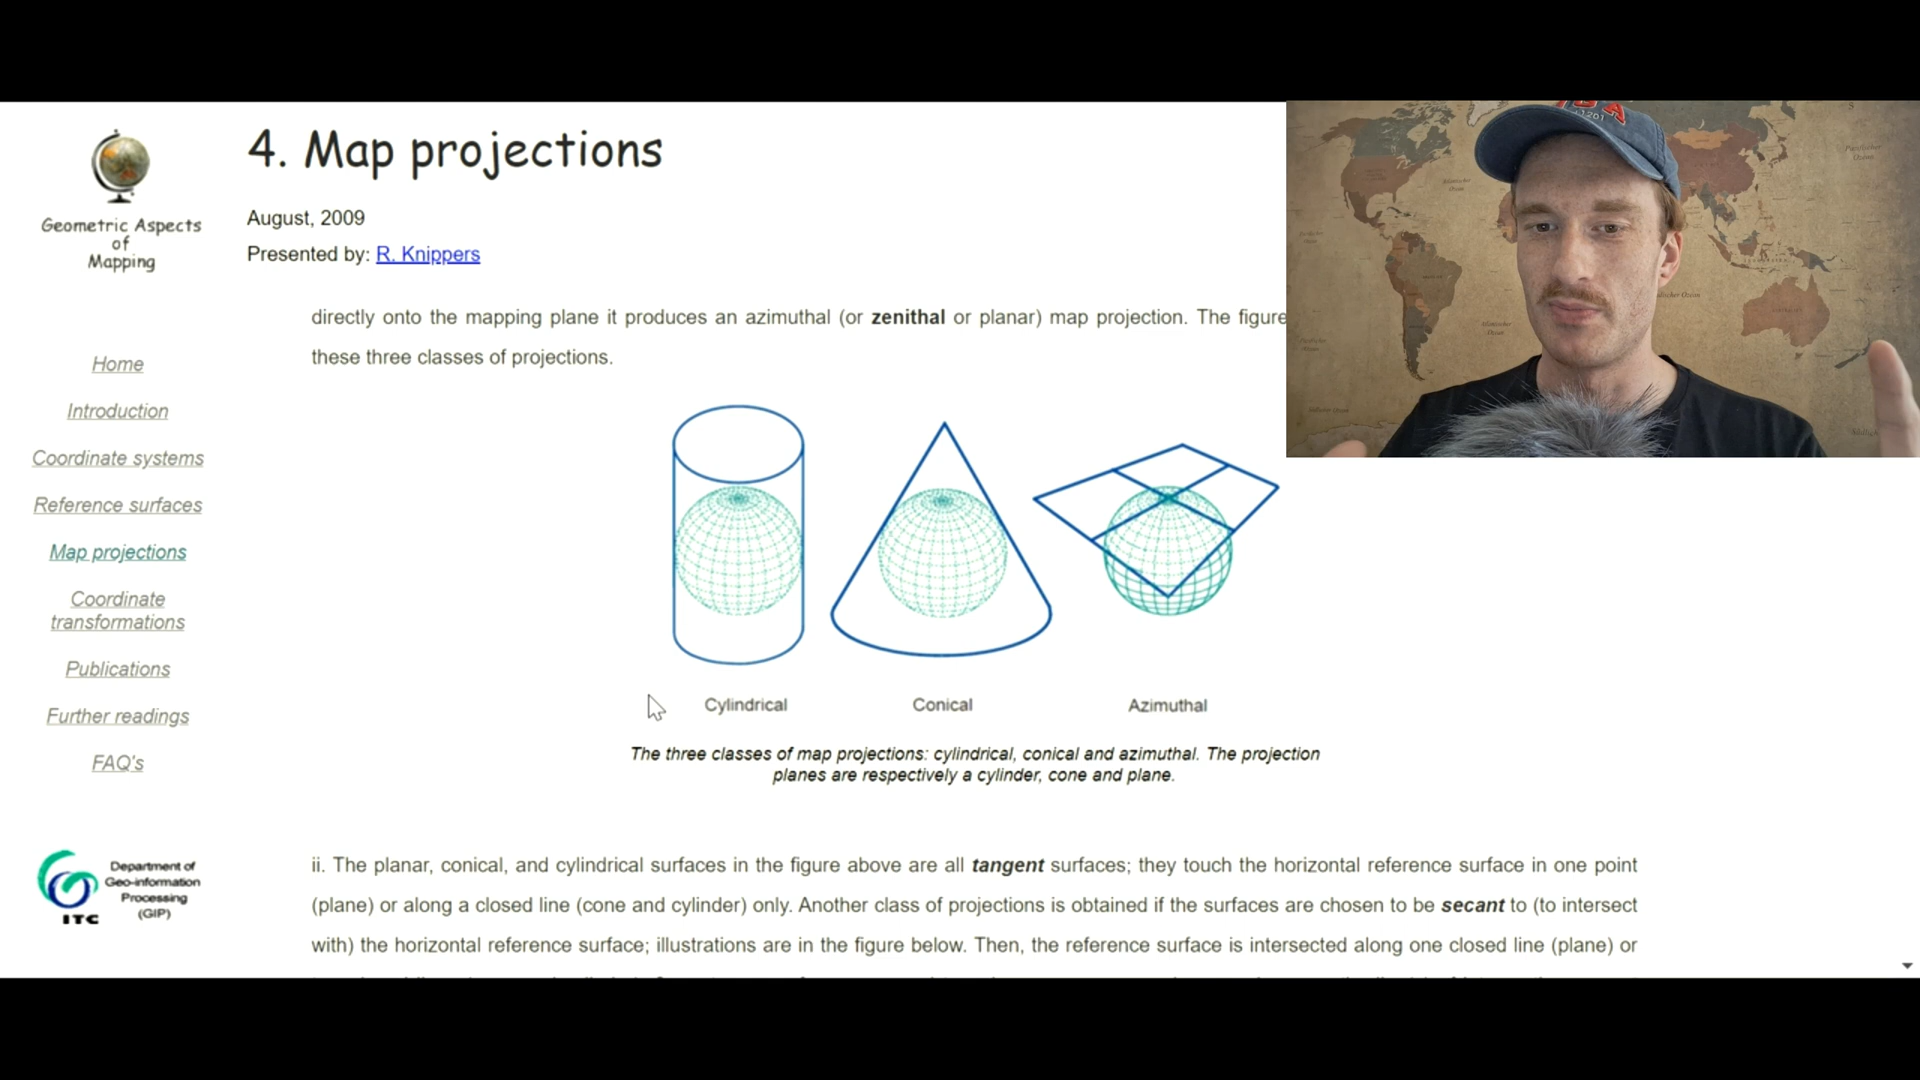 4. Map projections
August, 2009
Presented by: R. Knippers
Geometric Aspects
of
Mapping
Home
Introduction
Coordinate systems
Reference surfaces
Map projections
Coordinate
transformations
Publications
Further readings
FAQ's
Department of
Geo-information
Processing
(GIP)
ITC
directly onto the mapping plane it produces an azimuthal (or zenithal or planar) map projection. The figure
these three classes of projections.
Cylindrical
Conical
Azimuthal
The three classes of map projections: cylindrical, conical and azimuthal. The projection
planes are respectively a cylinder, cone and plane.
ii. The planar, conical, and cylindrical surfaces in the figure above are all tangent surfaces; they touch the horizontal reference surface in one point
(plane) or along a closed line (cone and cylinder) only. Another class of projections is obtained if the surfaces are chosen to be secant to (to intersect
with) the horizontal reference surface; illustrations are in the figure below. Then, the reference surface is intersected along one closed line (plane) or
11201
Pazifischer
Ozean